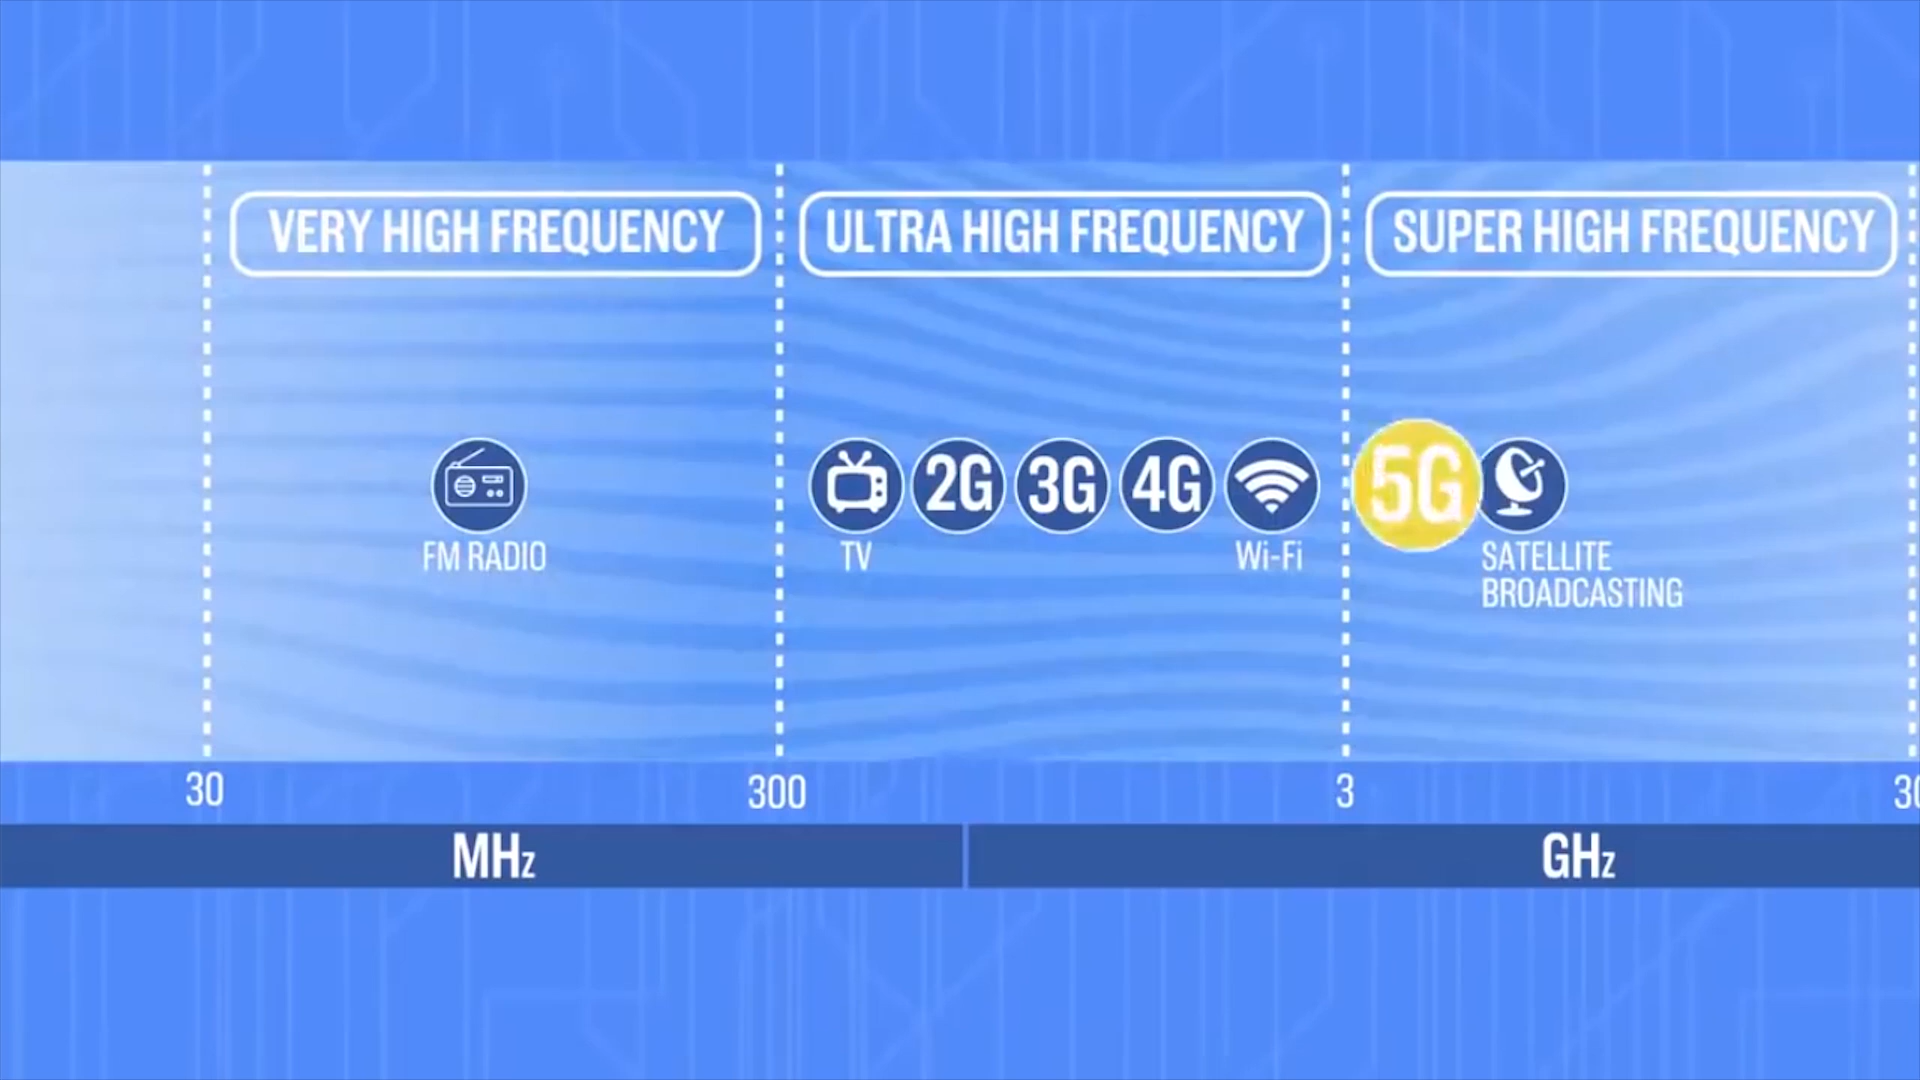 VERY HIGH FREQUENCY
ULTRA HIGH FREQUENCY
SUPER HIGH FREQUENCY
2G
3G
4G
5G
FM RADIO
TV
Wi-Fi
SATELLITE
BROADCASTING
30
300
3
MHz
GHz